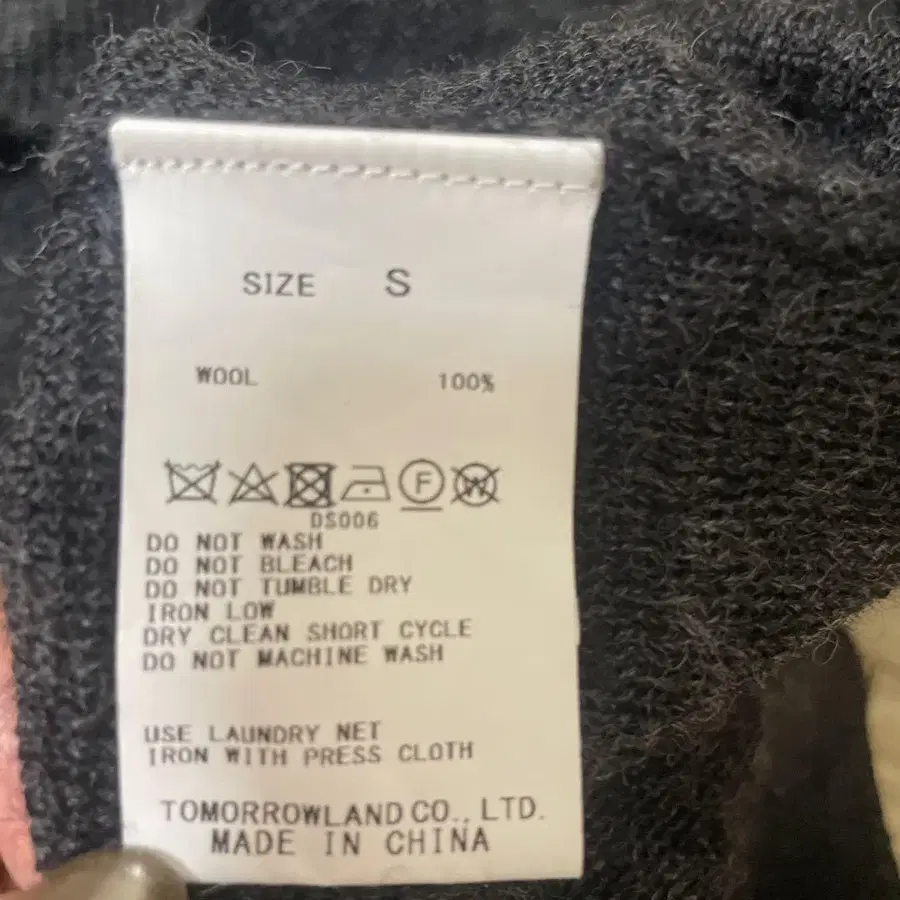 SIZE S
WOOL 100%
F W
DS006
DO NOT WASH
DO NOT BLEACH
DO NOT TUMBLE DRY
IRON LOW
DRY CLEAN SHORT CYCLE
DO NOT MACHINE WASH
USE LAUNDRY NET
IRON WITH PRESS CLOTH
TOMORROWLAND CO., LTD.
MADE IN CHINA